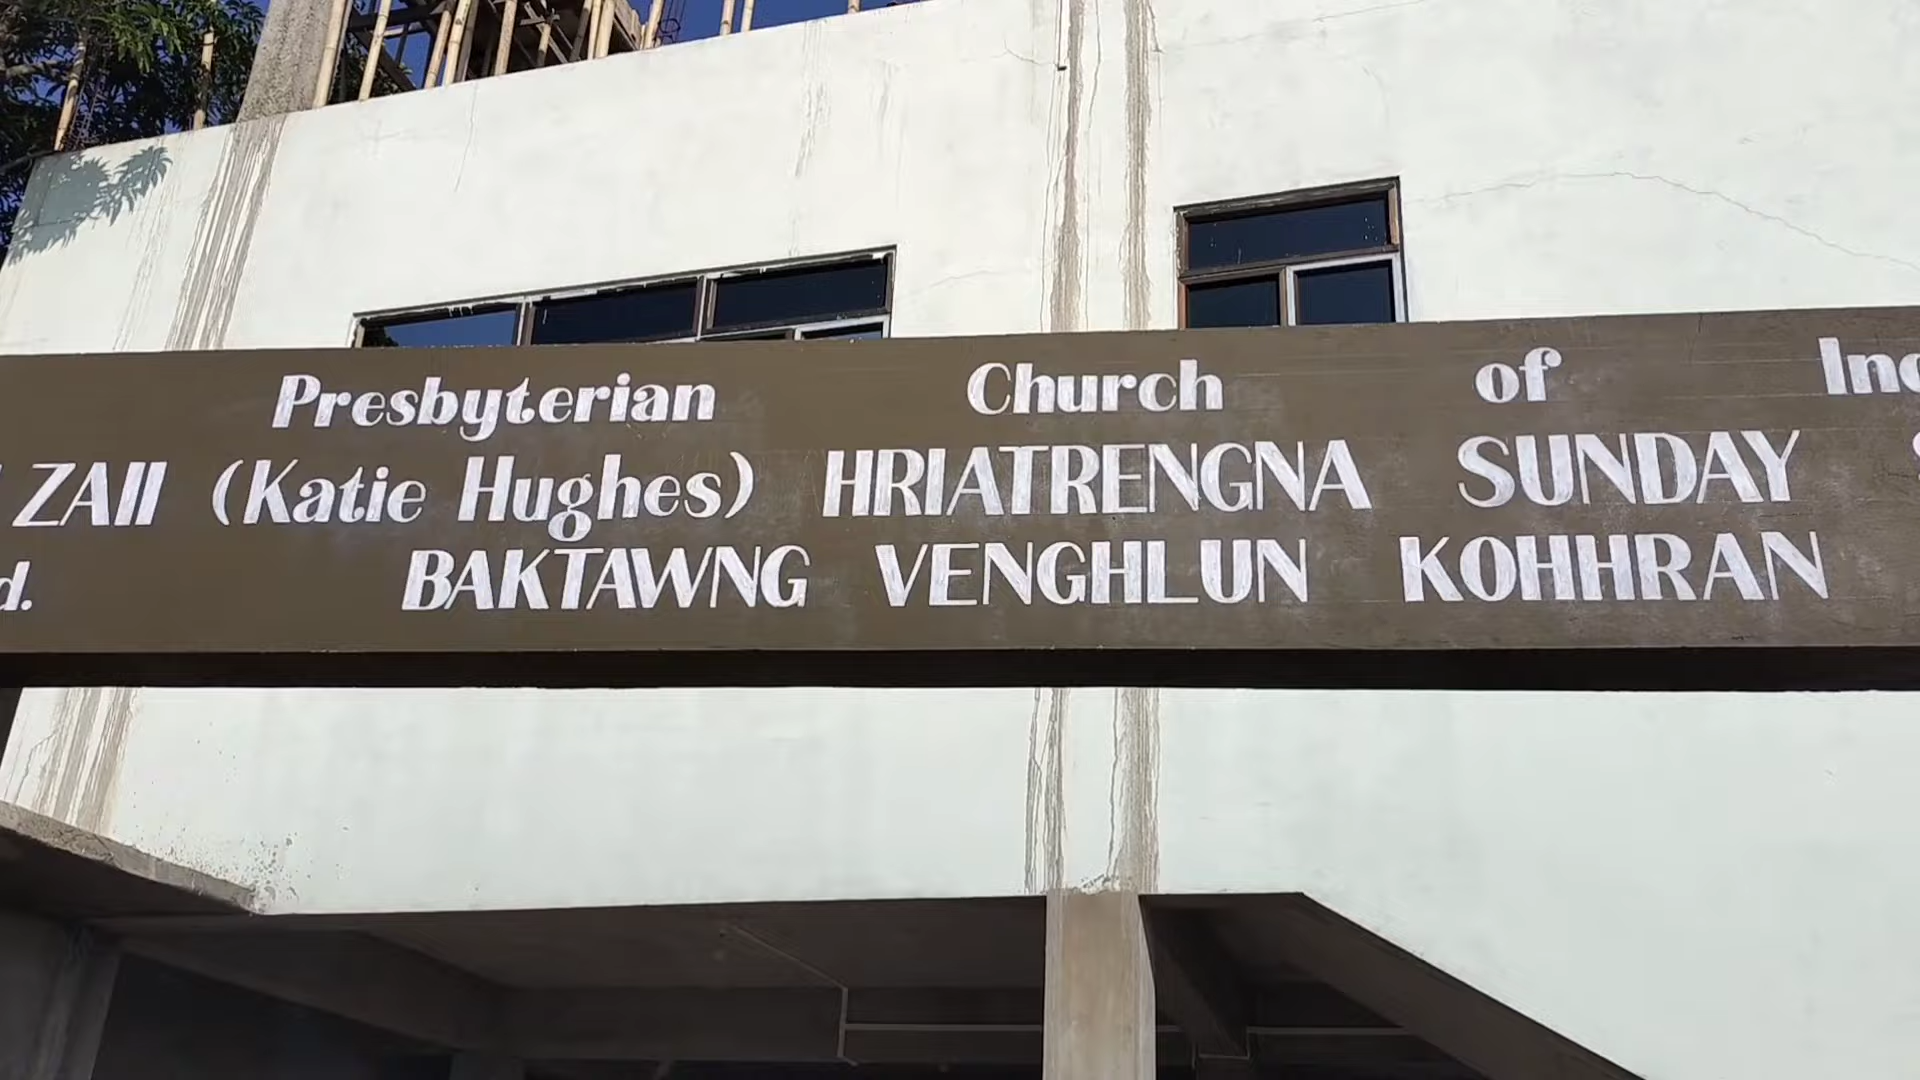 Presbyterian Church of
ZAII (Katie Hughes) HRIATRENGNA SUNDAY
BAKTAWNG VENGHLUN KOHHRAN